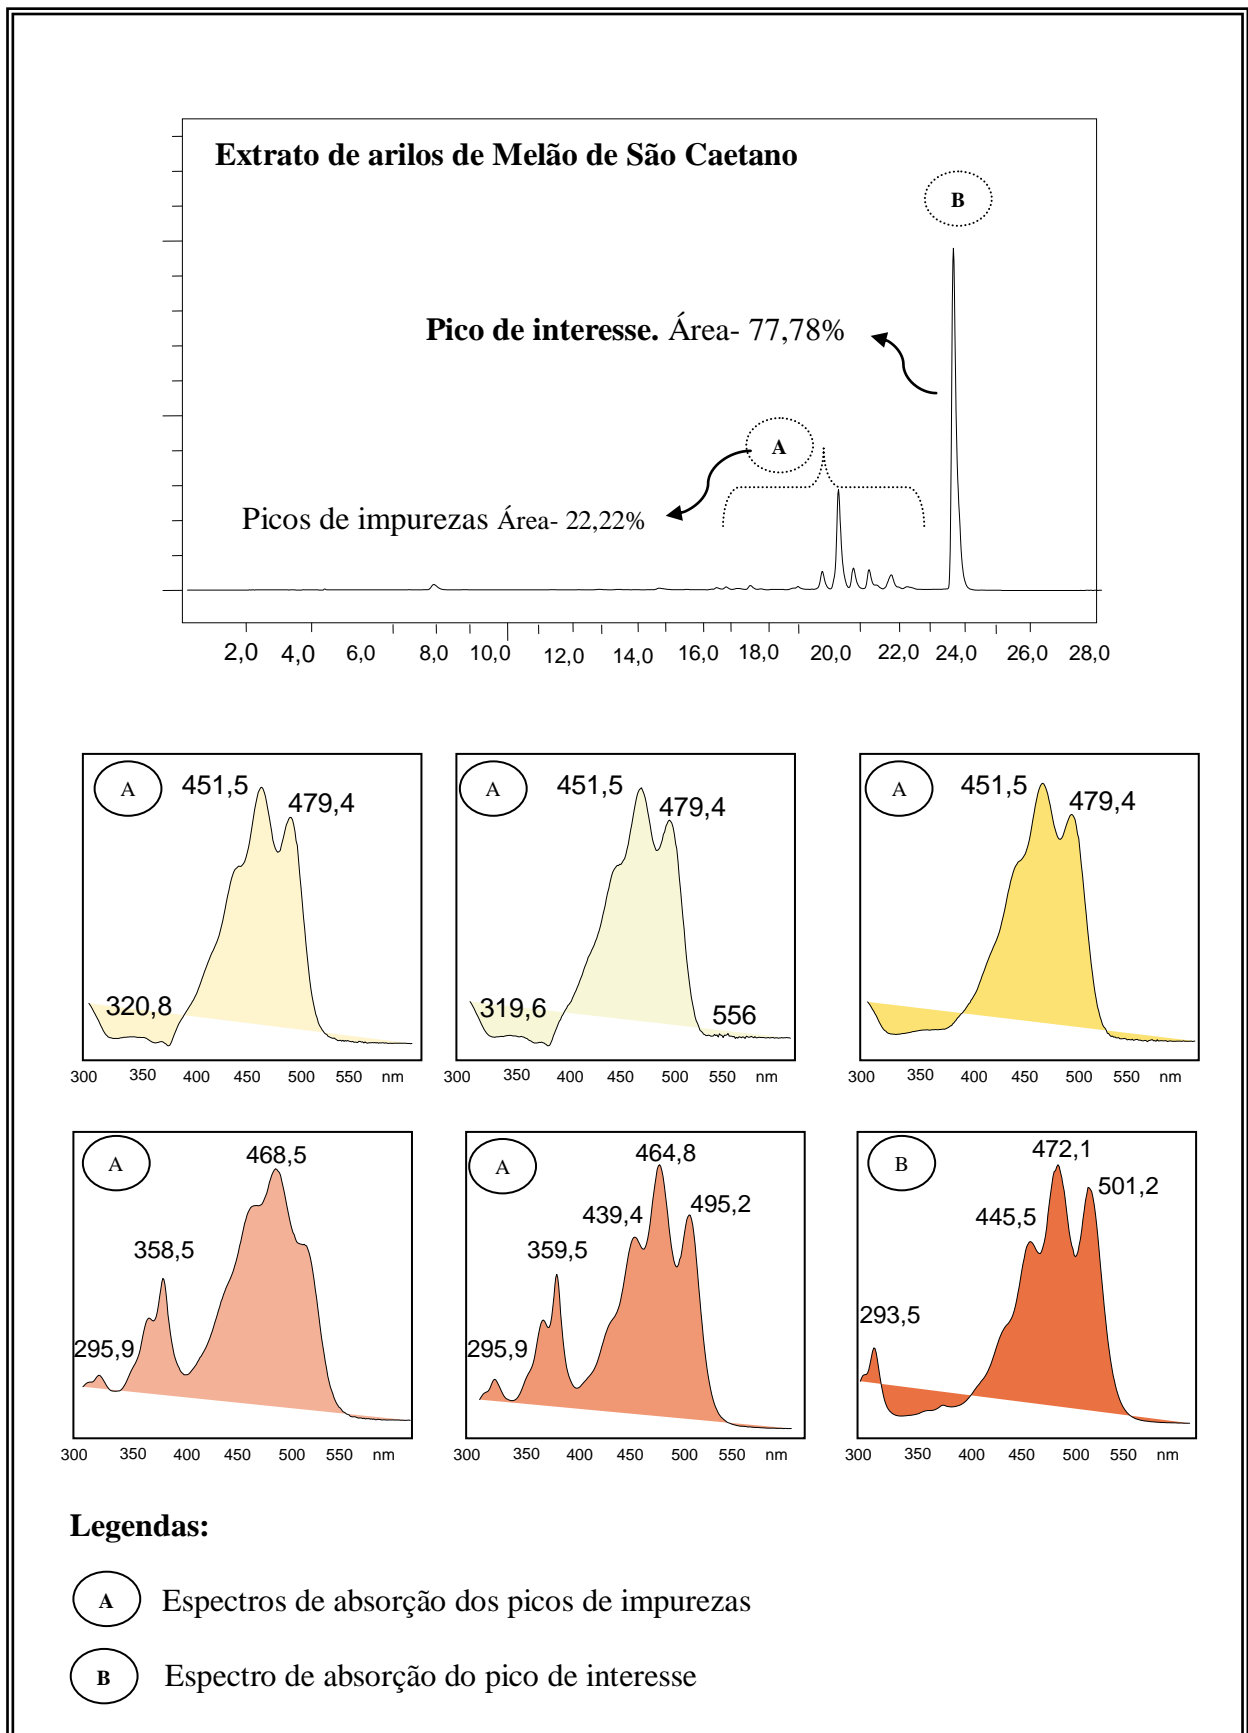 Extrato de arilos de Melão de São Caetano
B
Pico de interesse. Área- 77,78%
A
Picos de impurezas Área- 22,22%
2,0 4,0 6,0 8,0 10,0 12,0 14,0 16,0 18,0 20,0 22,0 24,0 26,0 28,0
A 451,5 479,4
320,8
300 350 400 450 500 550 nm
A 451,5 479,4
319,6 556
300 350 400 450 500 550 nm
A 451,5 479,4
300 350 400 450 500 550 nm
A 468,5
358,5
295,9
300 350 400 450 500 550 nm
A 464,8
439,4 495,2
359,5
295,9
300 350 400 450 500 550 nm
B 472,1
501,2
445,5
293,5
300 350 400 450 500 550 nm
Legendas:
A Espectros de absorção dos picos de impurezas
B Espectro de absorção do pico de interesse